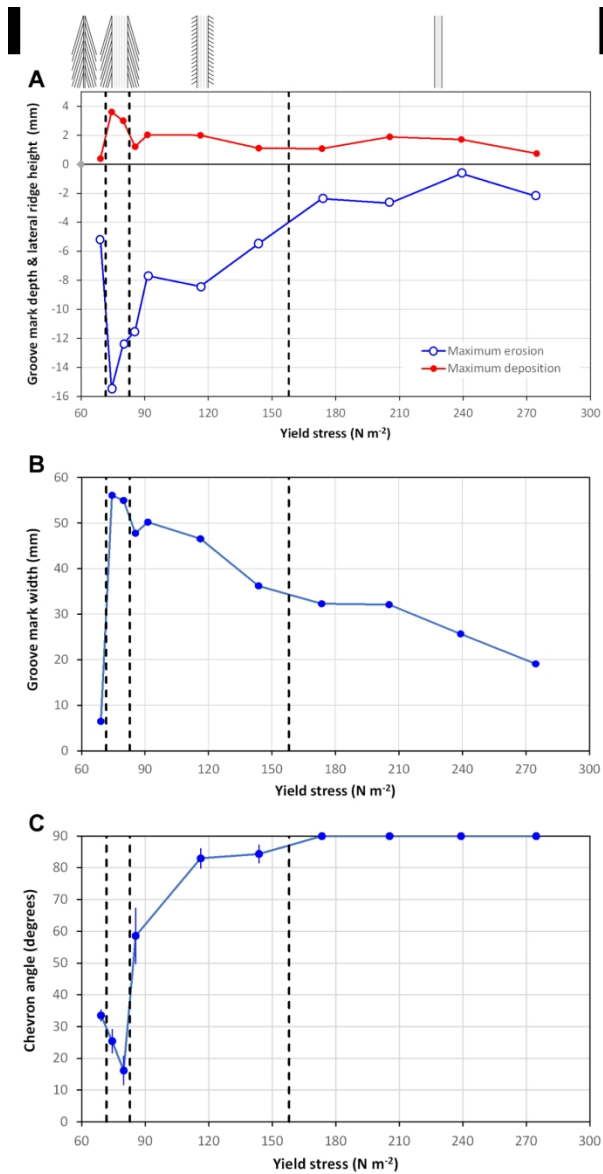 A
Groove mark depth & lateral ridge height (mm)
4
2
0
-2
-4
-6
-8
-10
-12
-14
-16
Maximum erosion
Maximum deposition
60 90 120 150 180 210 240 270 300
Yield stress (N m⁻²)
B
Groove mark width (mm)
60
50
40
30
20
10
0
60 90 120 150 180 210 240 270 300
Yield stress (N m⁻²)
C
Chevron angle (degrees)
90
80
70
60
50
40
30
20
10
0
60 90 120 150 180 210 240 270 300
Yield stress (N m⁻²)